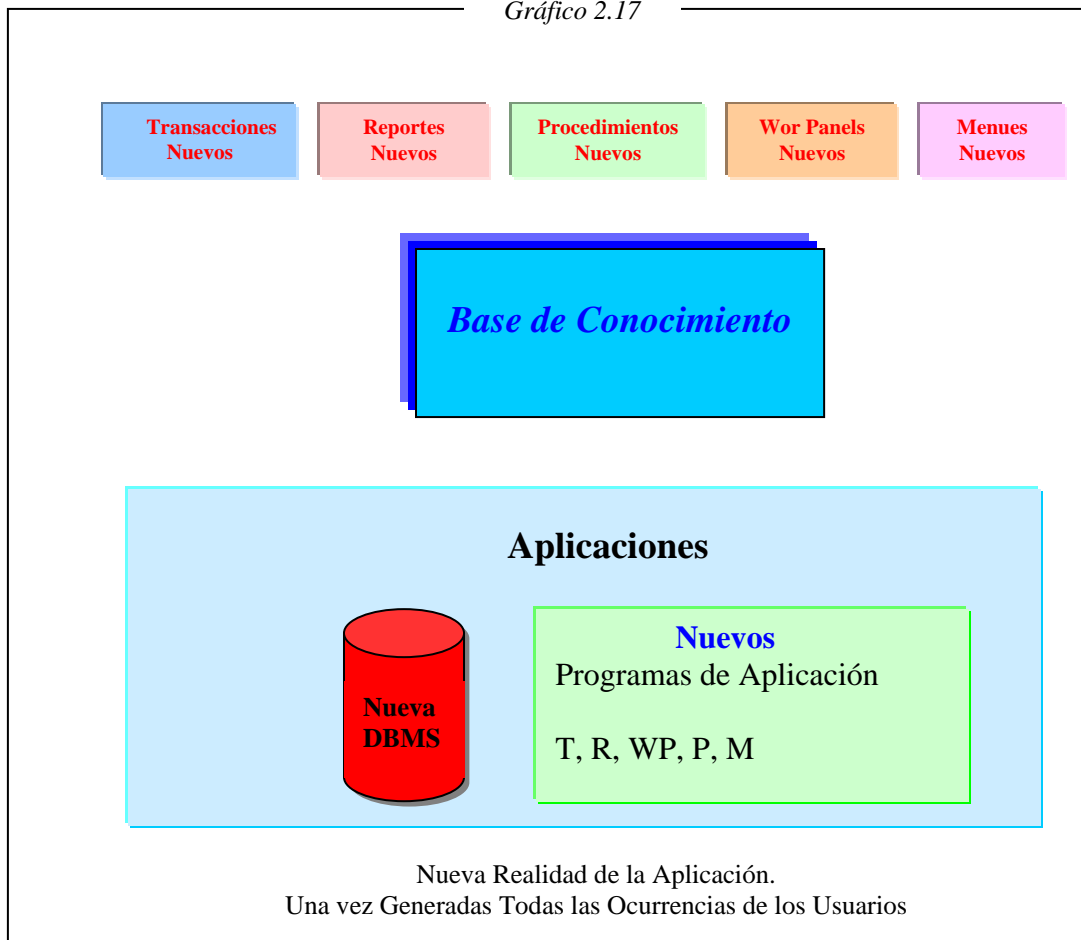 Gráfico 2.17
Transacciones
Nuevos
Reportes
Nuevos
Procedimientos
Nuevos
Wor Panels
Nuevos
Menues
Nuevos
Base de Conocimiento
Aplicaciones
Nueva
DBMS
Nuevos
Programas de Aplicación
T, R, WP, P, M
Nueva Realidad de la Aplicación.
Una vez Generadas Todas las Ocurrencias de los Usuarios